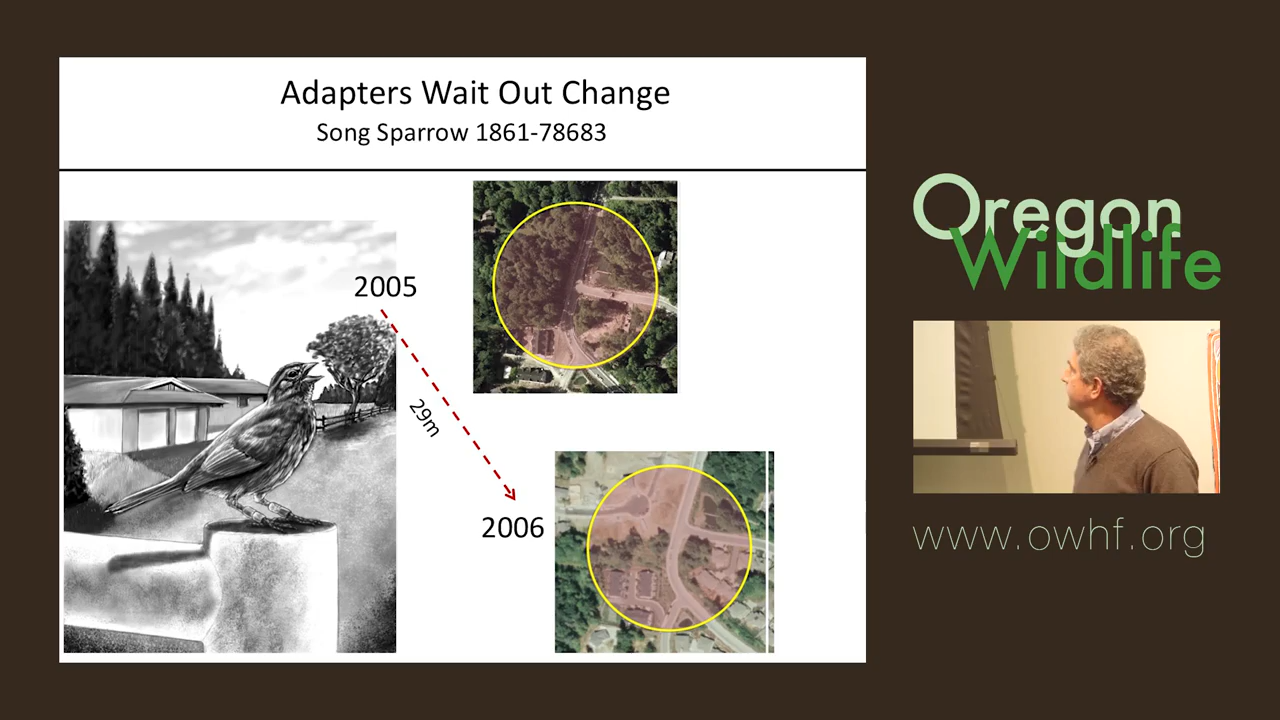 Adapters Wait Out Change
Song Sparrow 1861-78683
2005
29m
2006
Oregon
Wildlife
www.owhf.org